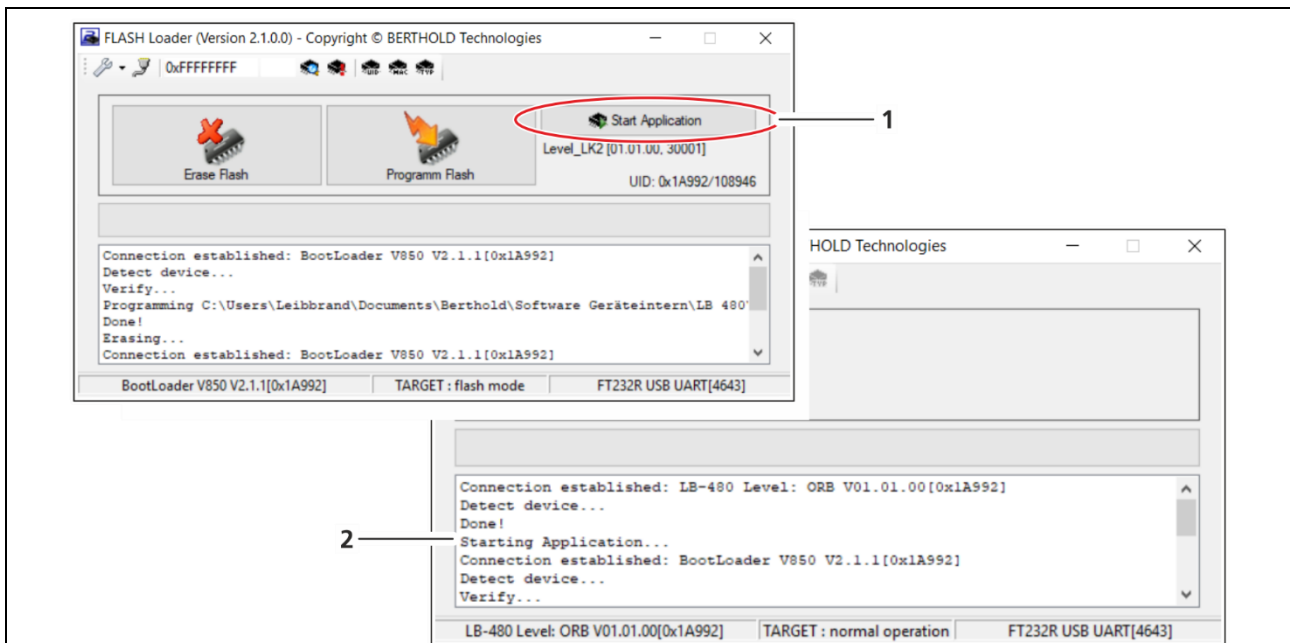 FLASH Loader (Version 2.1.0.0) - Copyright © BERTHOLD Technologies
0xFFFFFFFF
UID MAC TYP
Start Application
1
Level_LK2 [01.01.00, 30001]
Erase Flash
Programm Flash
UID: 0x1A992/108946
Connection established: BootLoader V850 V2.1.1[0x1A992]
Detect device...
Verify...
Programming C:\Users\Leibbrand\Documents\Berthold\Software Geräteintern\LB 480
Done!
Erasing...
Connection established: BootLoader V850 V2.1.1[0x1A992]
BootLoader V850 V2.1.1[0x1A992]
TARGET : flash mode
FT232R USB UART[4643]
HOLD Technologies
TYP
Connection established: LB-480 Level: ORB V01.01.00[0x1A992]
Detect device...
Done!
2
Starting Application...
Connection established: BootLoader V850 V2.1.1[0x1A992]
Detect device...
Verify...
LB-480 Level: ORB V01.01.00[0x1A992]
TARGET : normal operation
FT232R USB UART[4643]